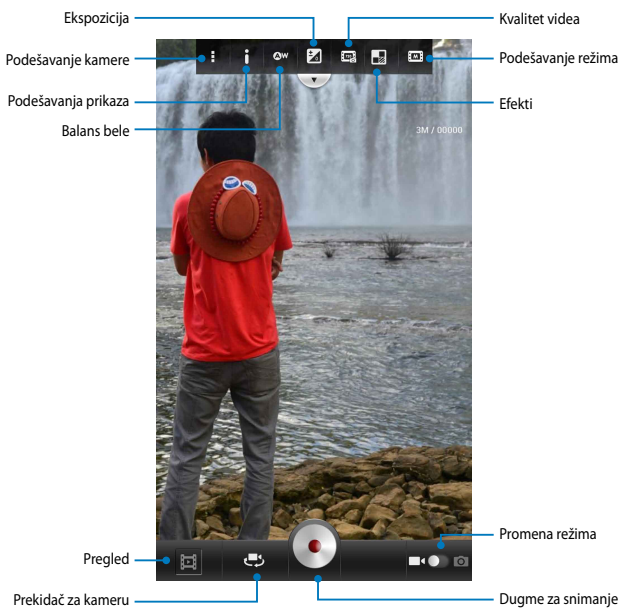 Ekspozicija
Kvalitet videa
Podešavanje kamere
Podešavanje režima
Podešavanja prikaza
Efekti
Balans bele
3M / 00000
Promena režima
Pregled
Prekidač za kameru
Dugme za snimanje